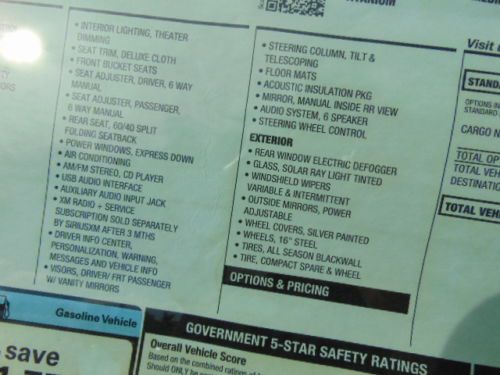 • INTERIOR LIGHTING, THEATER
DIMMING
• SEAT TRIM, DELUXE CLOTH
• FRONT BUCKET SEATS
• SEAT ADJUSTER, DRIVER, 6 WAY
MANUAL
• SEAT ADJUSTER, PASSENGER,
6 WAY MANUAL
• REAR SEAT, 60/40 SPLIT
FOLDING SEATBACK
• POWER WINDOWS, EXPRESS DOWN
• AIR CONDITIONING
• AM/FM STEREO, CD PLAYER
• USB AUDIO INTERFACE
• AUXILIARY AUDIO INPUT JACK
• XM RADIO + SERVICE
SUBSCRIPTION SOLD SEPARATELY
BY SIRIUSXM AFTER 3 MTHS
• DRIVER INFO CENTER,
PERSONALIZATION, WARNING,
MESSAGES AND VEHICLE INFO
• VISORS, DRIVER/ FRT PASSENGER
W/ VANITY MIRRORS
• STEERING COLUMN, TILT &
TELESCOPING
• FLOOR MATS
• ACOUSTIC INSULATION PKG
• MIRROR, MANUAL INSIDE RR VIEW
• AUDIO SYSTEM, 6 SPEAKER
• STEERING WHEEL CONTROL
EXTERIOR
• REAR WINDOW ELECTRIC DEFOGGER
• GLASS, SOLAR RAY LIGHT TINTED
• WINDSHIELD WIPERS
VARIABLE & INTERMITTENT
• OUTSIDE MIRRORS, POWER
ADJUSTABLE
• WHEEL COVERS, SILVER PAINTED
• WHEELS, 16" STEEL
• TIRES, ALL SEASON BLACKWALL
• TIRE, COMPACT SPARE & WHEEL
OPTIONS & PRICING
Visit
STANDA
OPTIONS
STANDARD
CARGO N
TOTAL OP
TOTAL VEH
DESTINAT
TOTAL VEH
Gasoline Vehicle
save
GOVERNMENT 5-STAR SAFETY RATINGS
Overall Vehicle Score
Based on the combined ratings
Should ONLY be